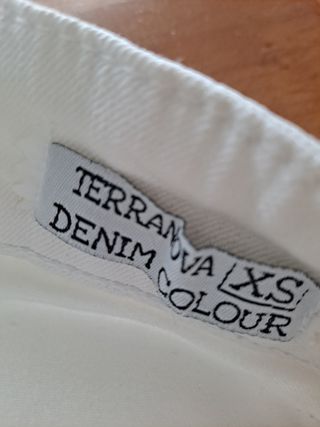 TERRANOVA XS
DENIM COLOUR